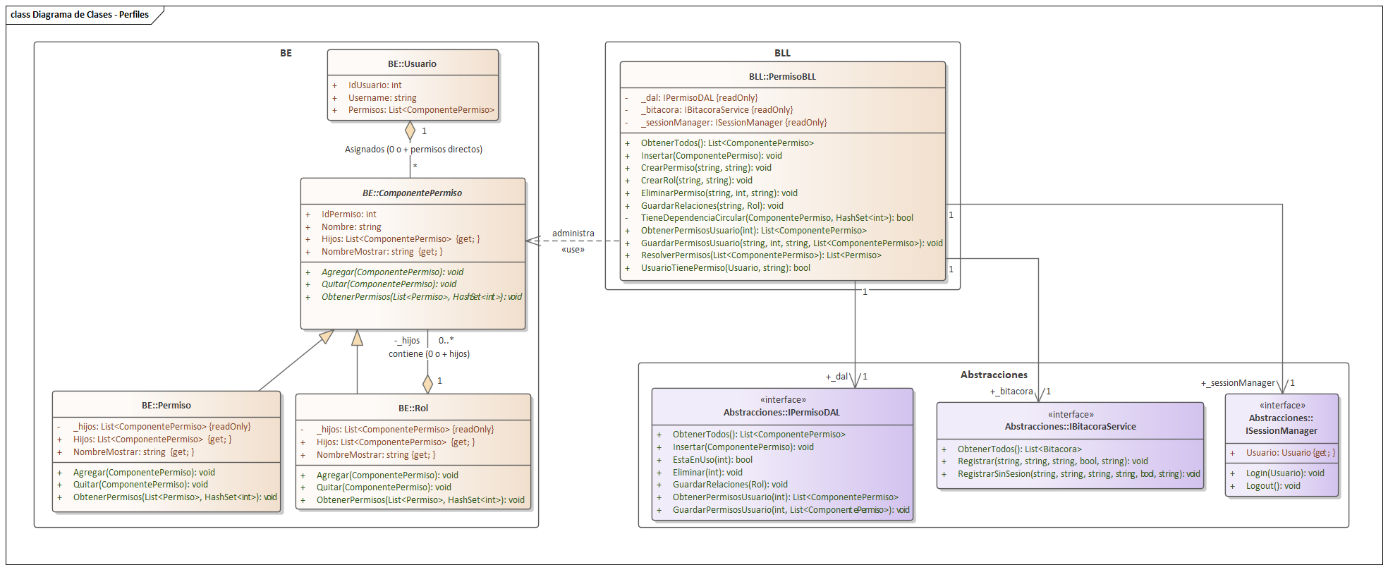 class Diagrama de Clases - Perfiles
BE
BE::Usuario
+ IdUsuario: int
+ Username: string
+ Permisos: List<ComponentePermiso>
1
Asignados (0 o + permisos directos)
*
BE::ComponentePermiso
+ IdPermiso: int
+ Nombre: string
+ Hijos: List<ComponentePermiso> {get; }
+ NombreMostrar: string {get; }
+ Agregar(ComponentePermiso): void
+ Quitar(ComponentePermiso): void
+ ObtenerPermisos(List<Permiso>, HashSet<int>): void
-_hijos 0..*
contiene (0 o + hijos)
1
BE::Permiso
- _hijos: List<ComponentePermiso> {readOnly}
+ Hijos: List<ComponentePermiso> {get; }
+ NombreMostrar: string {get; }
+ Agregar(ComponentePermiso): void
+ Quitar(ComponentePermiso): void
+ ObtenerPermisos(List<Permiso>, HashSet<int>): void
BE::Rol
- _hijos: List<ComponentePermiso> {readOnly}
+ Hijos: List<ComponentePermiso> {get; }
+ NombreMostrar: string {get; }
+ Agregar(ComponentePermiso): void
+ Quitar(ComponentePermiso): void
+ ObtenerPermisos(List<Permiso>, HashSet<int>): void
administra
«use»
BLL
BLL::PermisoBLL
- _dal: IPermisoDAL {readOnly}
- _bitacora: IBitacoraService {readOnly}
- _sessionManager: ISessionManager {readOnly}
+ ObtenerTodos(): List<ComponentePermiso>
+ Insertar(ComponentePermiso): void
+ CrearPermiso(string, string): void
+ CrearRol(string, string): void
+ EliminarPermiso(string, int, string): void
+ GuardarRelaciones(string, Rol): void
- TieneDependenciaCircular(ComponentePermiso, HashSet<int>): bool
+ ObtenerPermisosUsuario(int): List<ComponentePermiso>
+ GuardarPermisosUsuario(string, int, string, List<ComponentePermiso>): void
+ ResolverPermisos(List<ComponentePermiso>): List<Permiso>
+ UsuarioTienePermiso(Usuario, string): bool
1
1
1
Abstracciones
+_dal 1
+_bitacora 1
+_sessionManager 1
«interface»
Abstracciones::IPermisoDAL
+ ObtenerTodos(): List<ComponentePermiso>
+ Insertar(ComponentePermiso): void
+ EstaEnUso(int): bool
+ Eliminar(int): void
+ GuardarRelaciones(Rol): void
+ ObtenerPermisosUsuario(int): List<ComponentePermiso>
+ GuardarPermisosUsuario(int, List<ComponentePermiso>): void
«interface»
Abstracciones::IBitacoraService
+ ObtenerTodos(): List<Bitacora>
+ Registrar(string, string, string, bool, string): void
+ RegistrarSinSesion(string, string, string, string, bool, string): void
«interface»
Abstracciones::
ISessionManager
+ Usuario: Usuario {get; }
+ Login(Usuario): void
+ Logout(): void